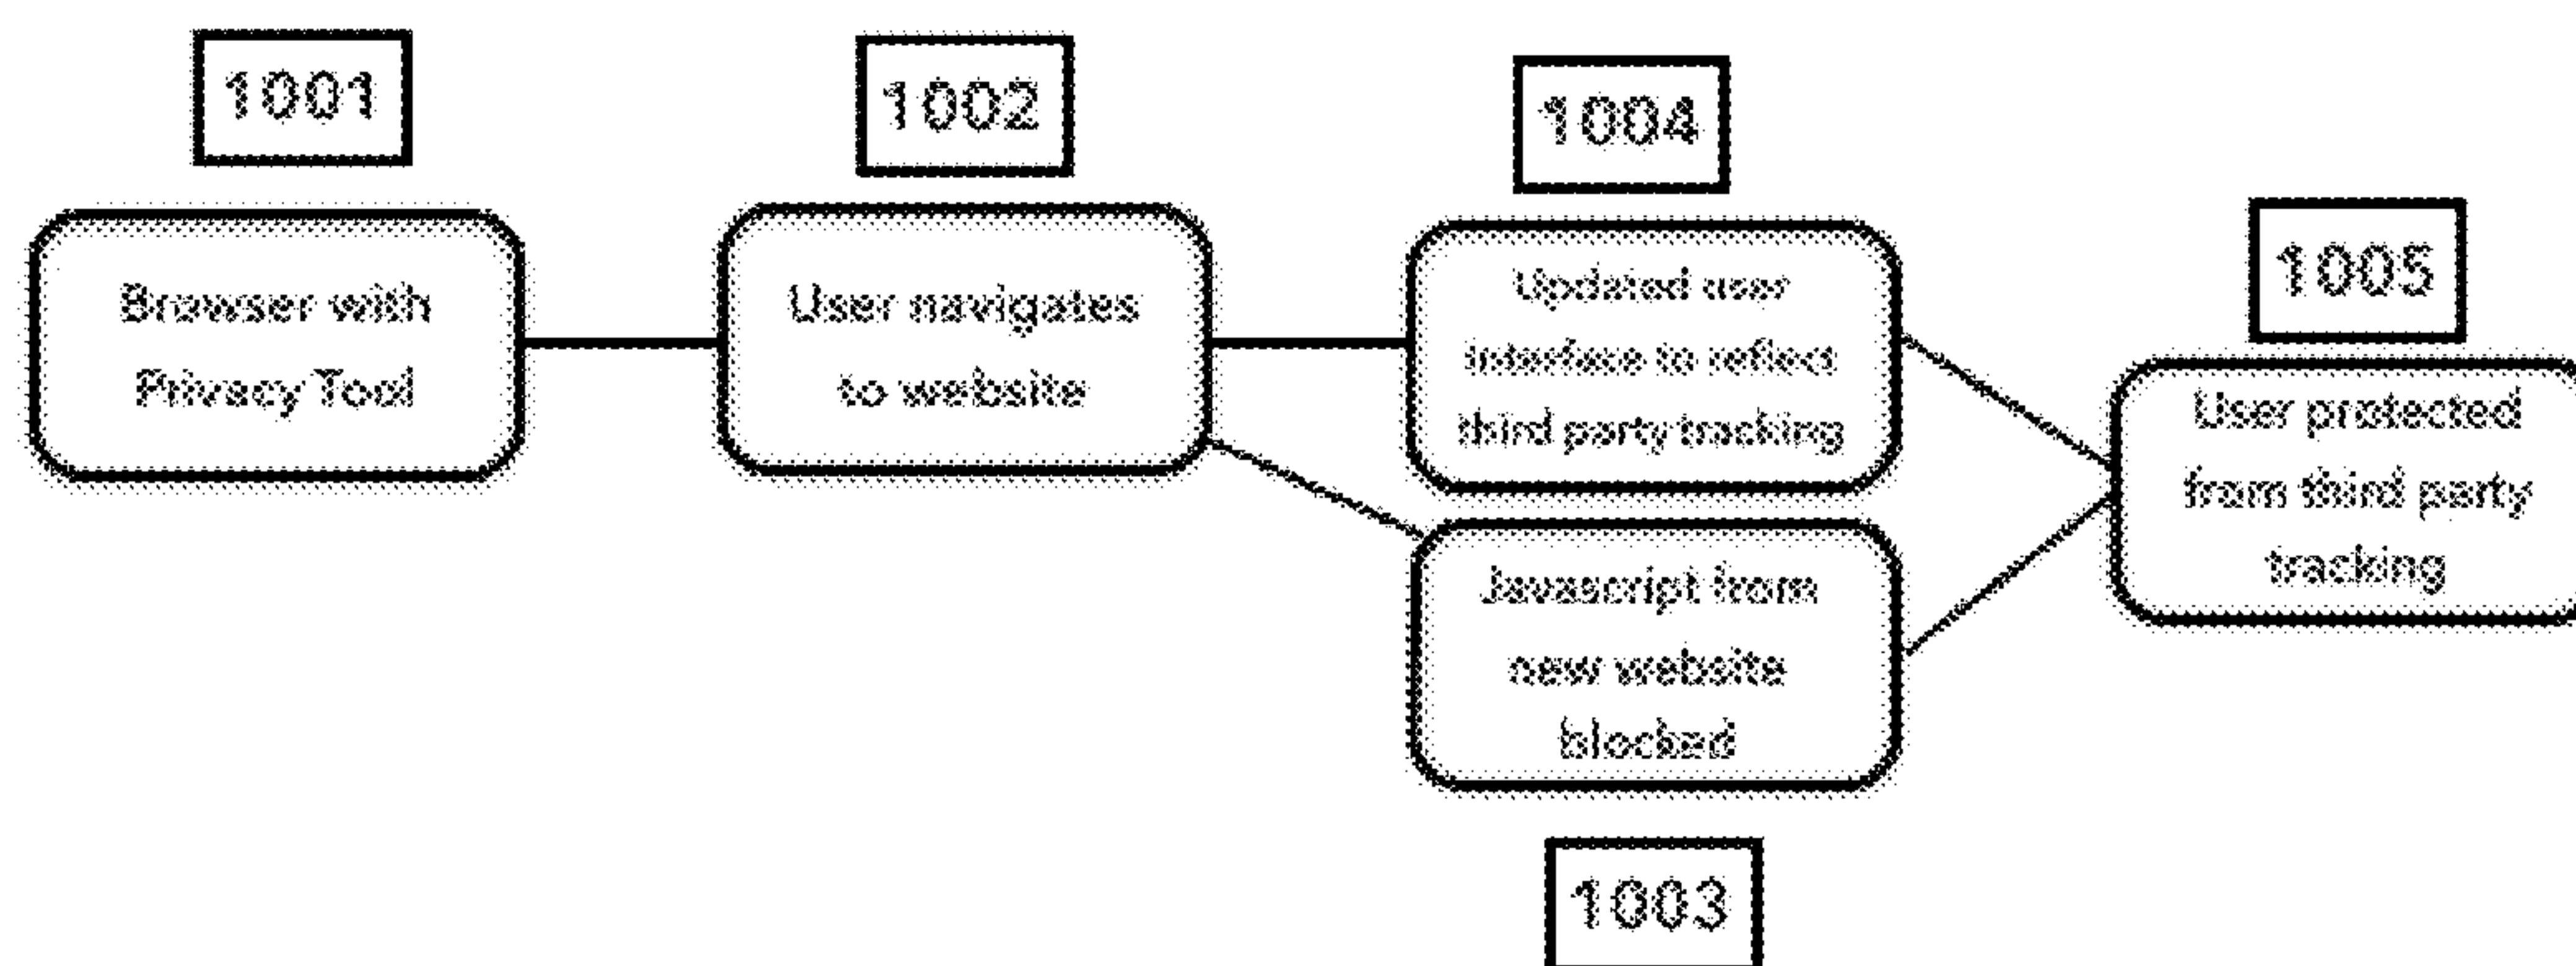 1001
Browser with
Privacy Tool
1002
User navigates
to website
1004
Updated user
interface to reflect
third party tracking
Javascript from
new website
blocked
1003
1005
User protected
from third party
tracking